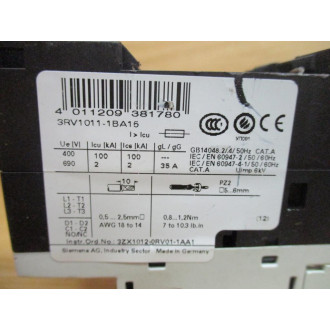 4 011209 381780
3RV1011-1BA15
I > Icu
CCC
Ue [V] Icu [kA] Ics [kA] gL / gG
400 100 100 ---
690 2 2 35 A
GB14048.2/.4/50Hz CAT.A
IEC / EN 60947-2 / 50 / 60Hz
IEC / EN 60947-4-1 / 50 / 60Hz
CAT.A Uimp 6kV
10
PZ2
5...6mm
L1 - T1
L2 - T2
L3 - T3
0,5 ... 2,5mm
0,8...1,2Nm
(12)
D1 - D2
C1 - C2
NO/NC
AWG 18 to 14
7 to 10.3 lb.in
Instr.Ord.No.: 3ZX1012-0RV01-1AA1
Siemens AG, Industry Sector Made in Germany